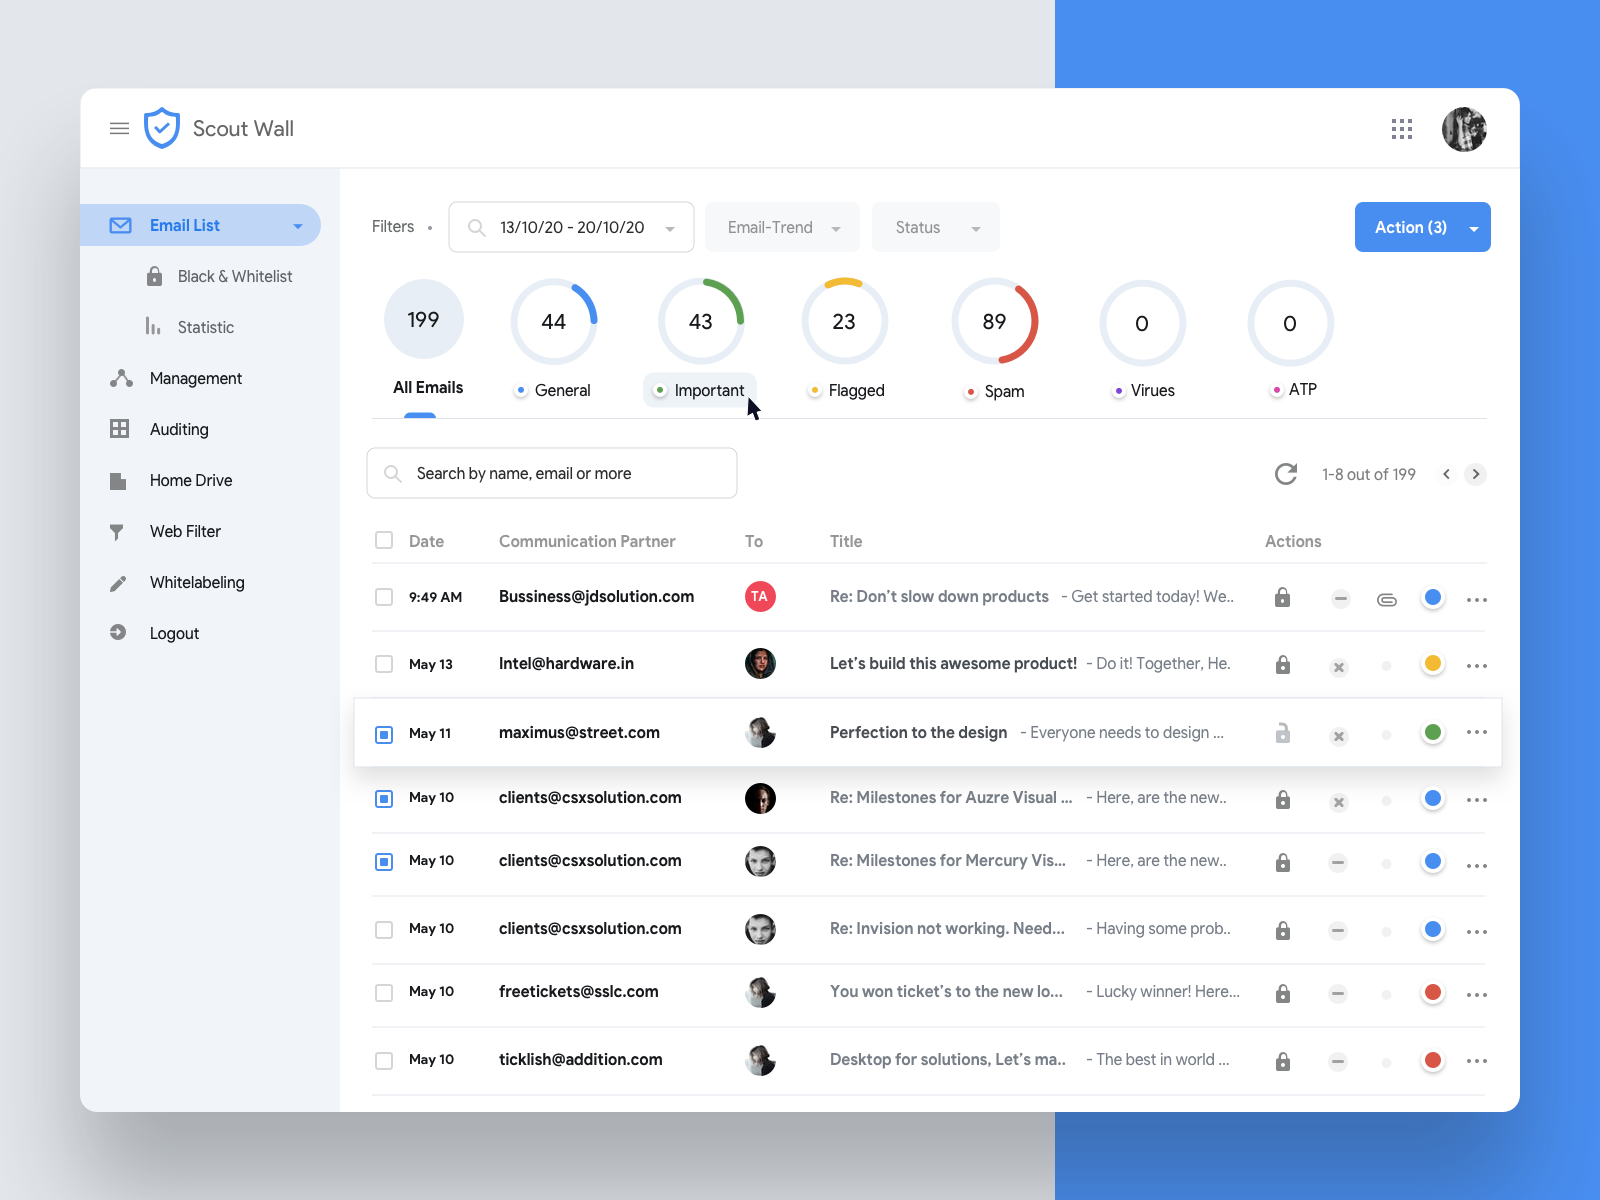 Scout Wall
Email List
Black & Whitelist
Statistic
Management
Auditing
Home Drive
Web Filter
Whitelabeling
Logout
Filters • 13/10/20 - 20/10/20 Email-Trend Status Action (3)
199 44 43 23 89 0 0
All Emails General Important Flagged Spam Virues ATP
Search by name, email or more 1-8 out of 199
Date Communication Partner To Title Actions
9:49 AM Bussiness@jdsolution.com TA Re: Don't slow down products - Get started today! We..
May 13 Intel@hardware.in Let's build this awesome product! - Do it! Together, He.
May 11 maximus@street.com Perfection to the design - Everyone needs to design ...
May 10 clients@csxsolution.com Re: Milestones for Auzre Visual ... - Here, are the new..
May 10 clients@csxsolution.com Re: Milestones for Mercury Vis... - Here, are the new..
May 10 clients@csxsolution.com Re: Invision not working. Need... - Having some prob..
May 10 freetickets@sslc.com You won ticket's to the new lo... - Lucky winner! Here...
May 10 ticklish@addition.com Desktop for solutions, Let's ma.. - The best in world ...